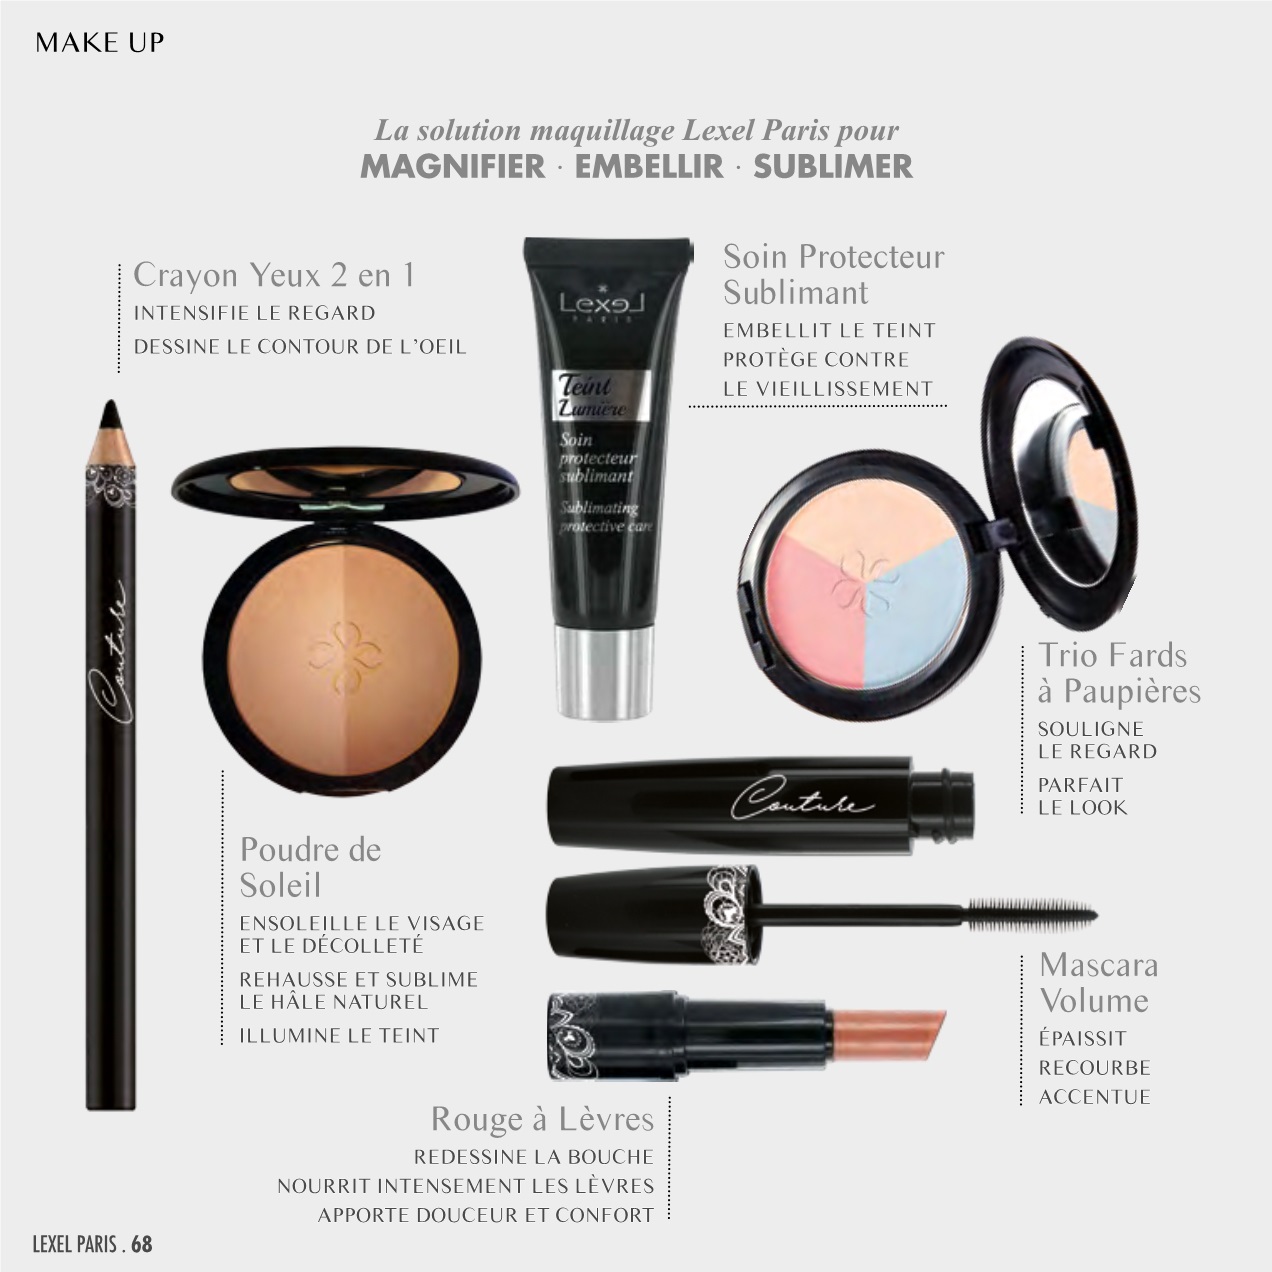 MAKE UP
La solution maquillage Lexel Paris pour
MAGNIFIER · EMBELLIR · SUBLIMER
Crayon Yeux 2 en 1
INTENSIFIE LE REGARD
DESSINE LE CONTOUR DE L'OEIL
Lexel
PARIS
Teint
Lumière
Soin
protecteur
sublimant
Sublimating
protective care
Soin Protecteur
Sublimant
EMBELLIT LE TEINT
PROTÈGE CONTRE
LE VIEILLISSEMENT
Couture
Trio Fards
à Paupières
SOULIGNE
LE REGARD
PARFAIT
LE LOOK
Couture
Poudre de
Soleil
ENSOLEILLE LE VISAGE
ET LE DÉCOLLETÉ
REHAUSSE ET SUBLIME
LE HÂLE NATUREL
ILLUMINE LE TEINT
Mascara
Volume
ÉPAISSIT
RECOURBE
ACCENTUE
Rouge à Lèvres
REDESSINE LA BOUCHE
NOURRIT INTENSEMENT LES LÈVRES
APPORTE DOUCEUR ET CONFORT
LEXEL PARIS . 68